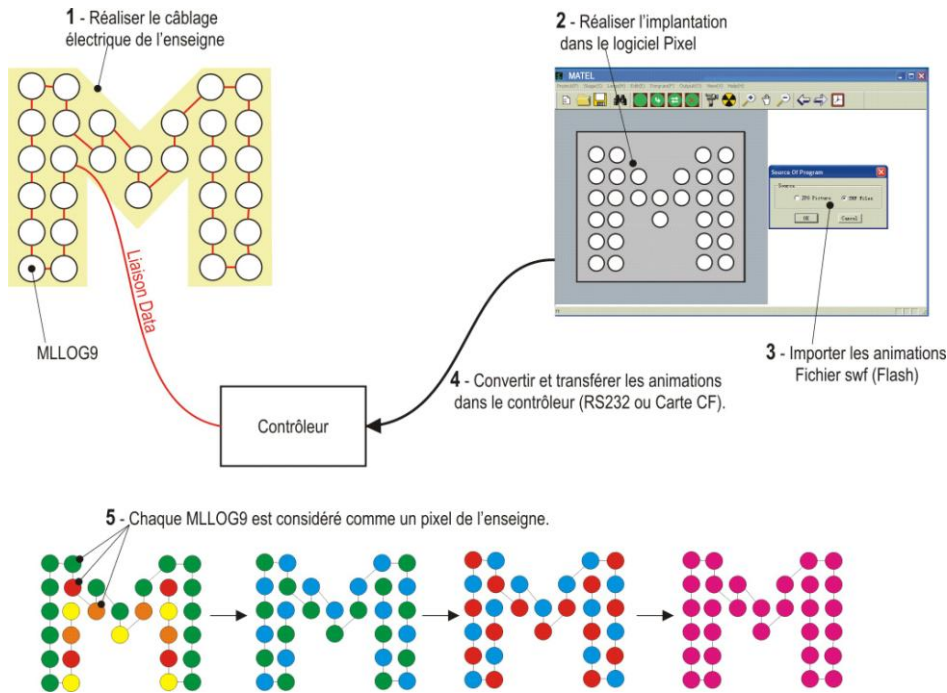 1 - Réaliser le câblage
électrique de l'enseigne
2 - Réaliser l'implantation
dans le logiciel Pixel
MATEL
Source Of Program
Source
OK
Cancel
Liaison Data
MLLOG9
3 - Importer les animations
Fichier swf (Flash)
4 - Convertir et transférer les animations
dans le contrôleur (RS232 ou Carte CF).
Contrôleur
5 - Chaque MLLOG9 est considéré comme un pixel de l'enseigne.